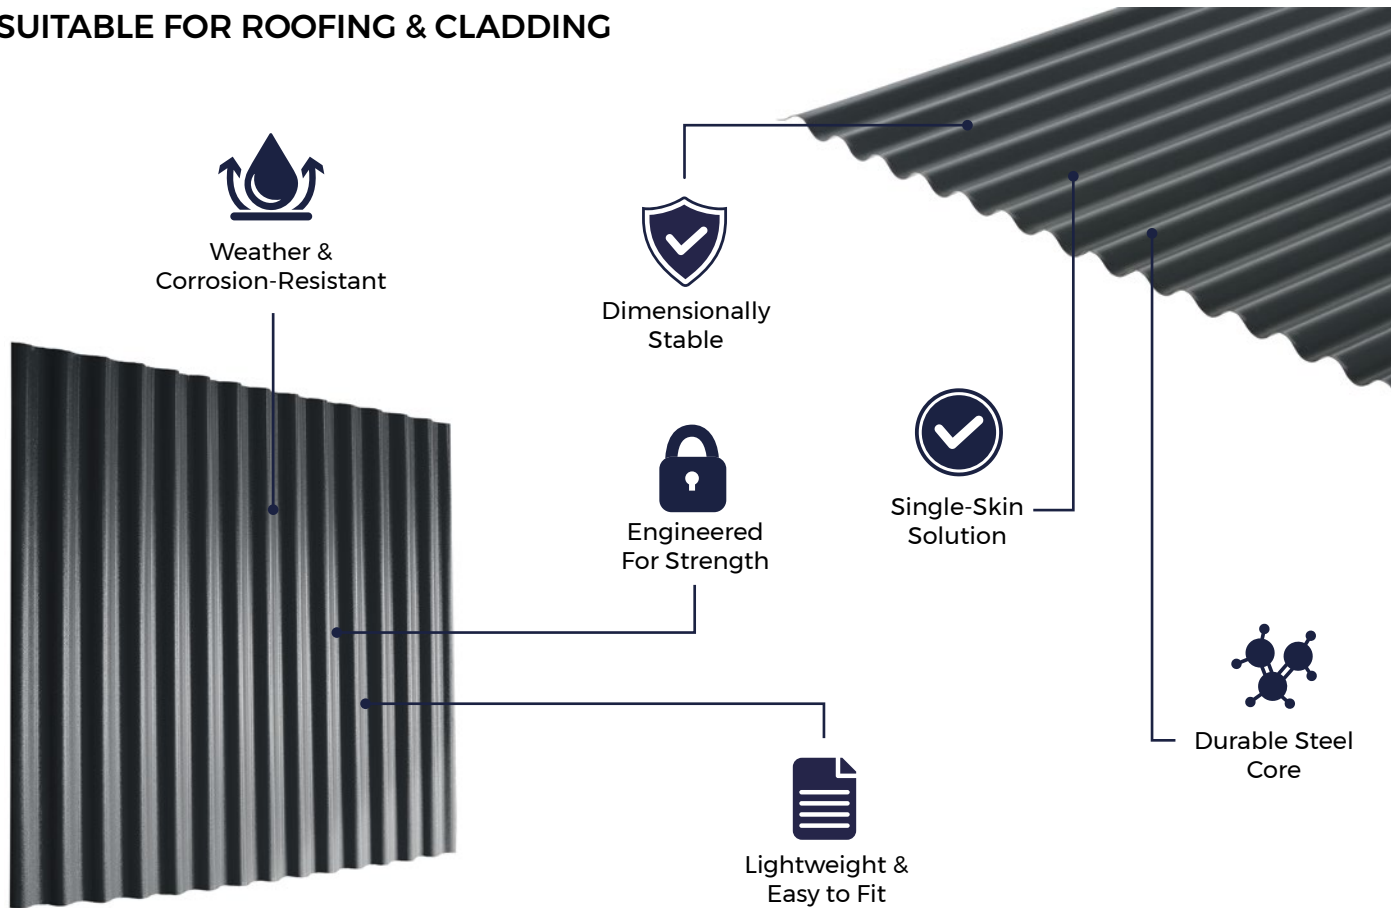 SUITABLE FOR ROOFING & CLADDING
Weather &
Corrosion-Resistant
Dimensionally
Stable
Engineered
For Strength
Single-Skin
Solution
Durable Steel
Core
Lightweight &
Easy to Fit